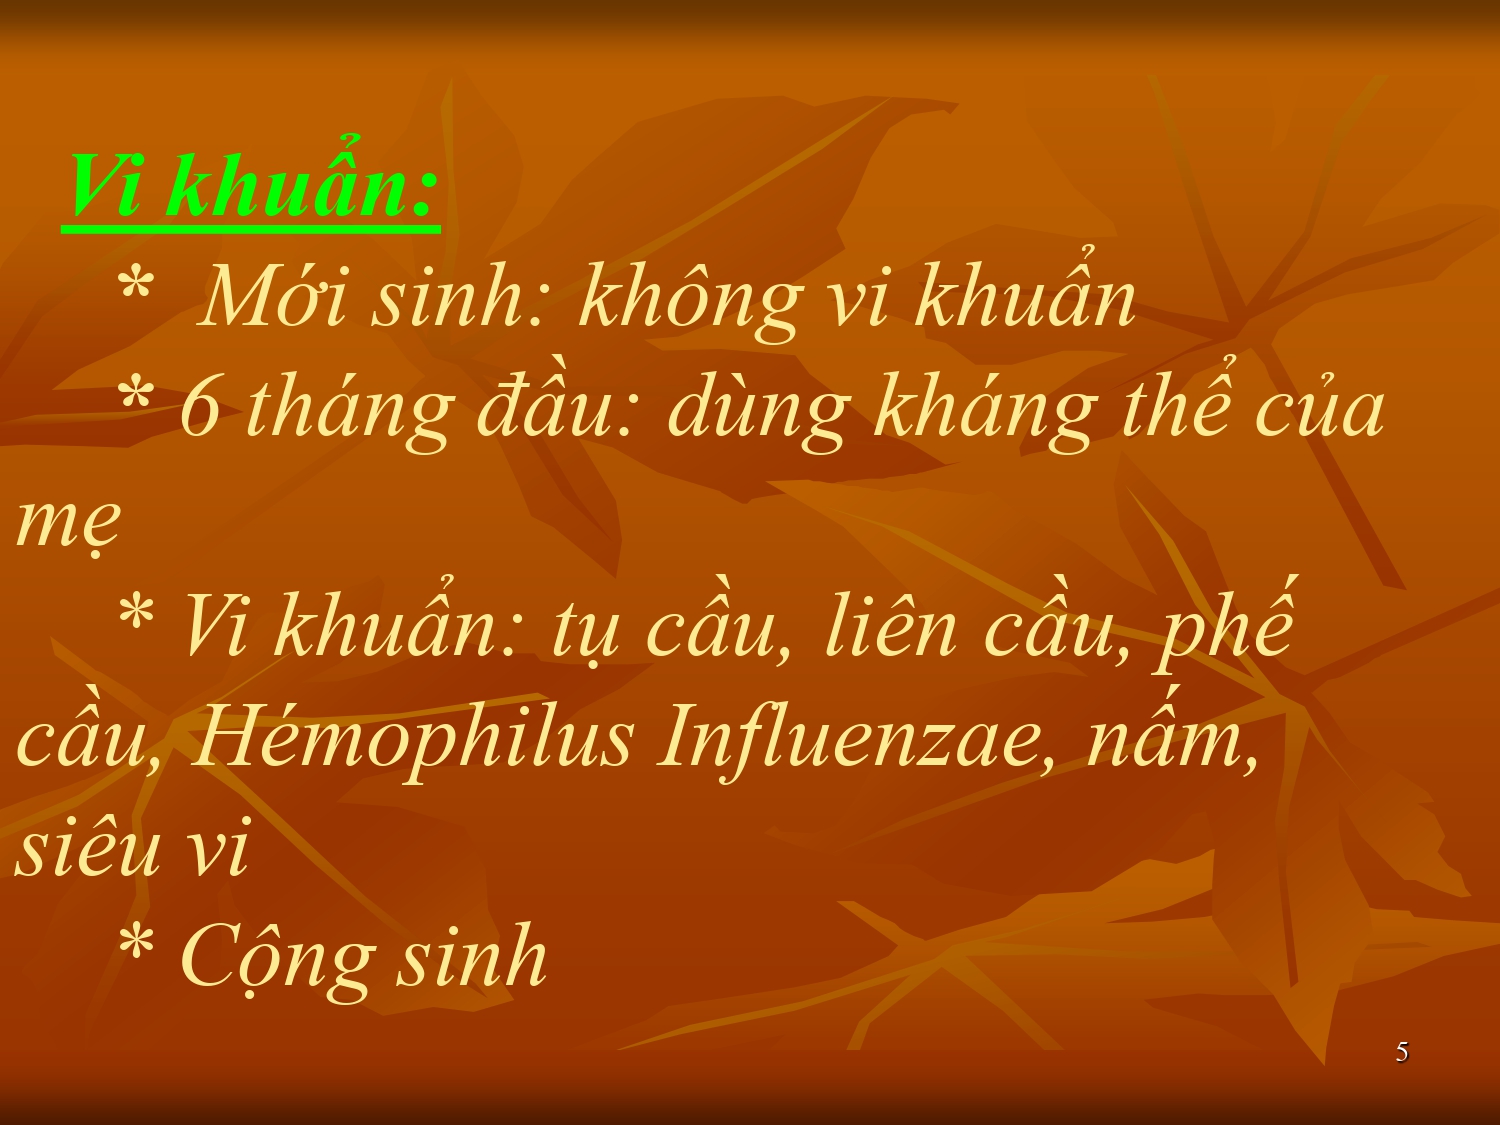 Vi khuẩn:
* Mới sinh: không vi khuẩn
* 6 tháng đầu: dùng kháng thể của
mẹ
* Vi khuẩn: tụ cầu, liên cầu, phế
cầu, Hémophilus Influenzae, nấm,
siêu vi
* Cộng sinh
5